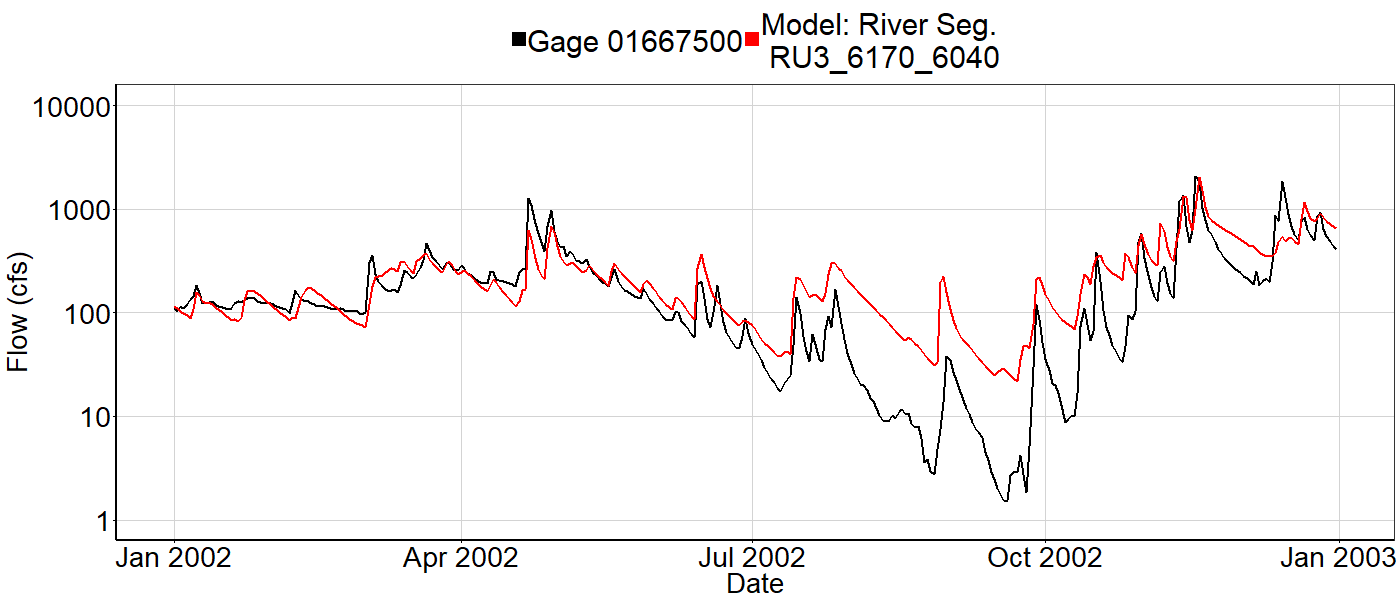 Gage 01667500
Model: River Seg.
RU3_6170_6040
10000
1000
100
10
1
Flow (cfs)
Jan 2002
Apr 2002
Jul 2002
Oct 2002
Jan 2003
Date